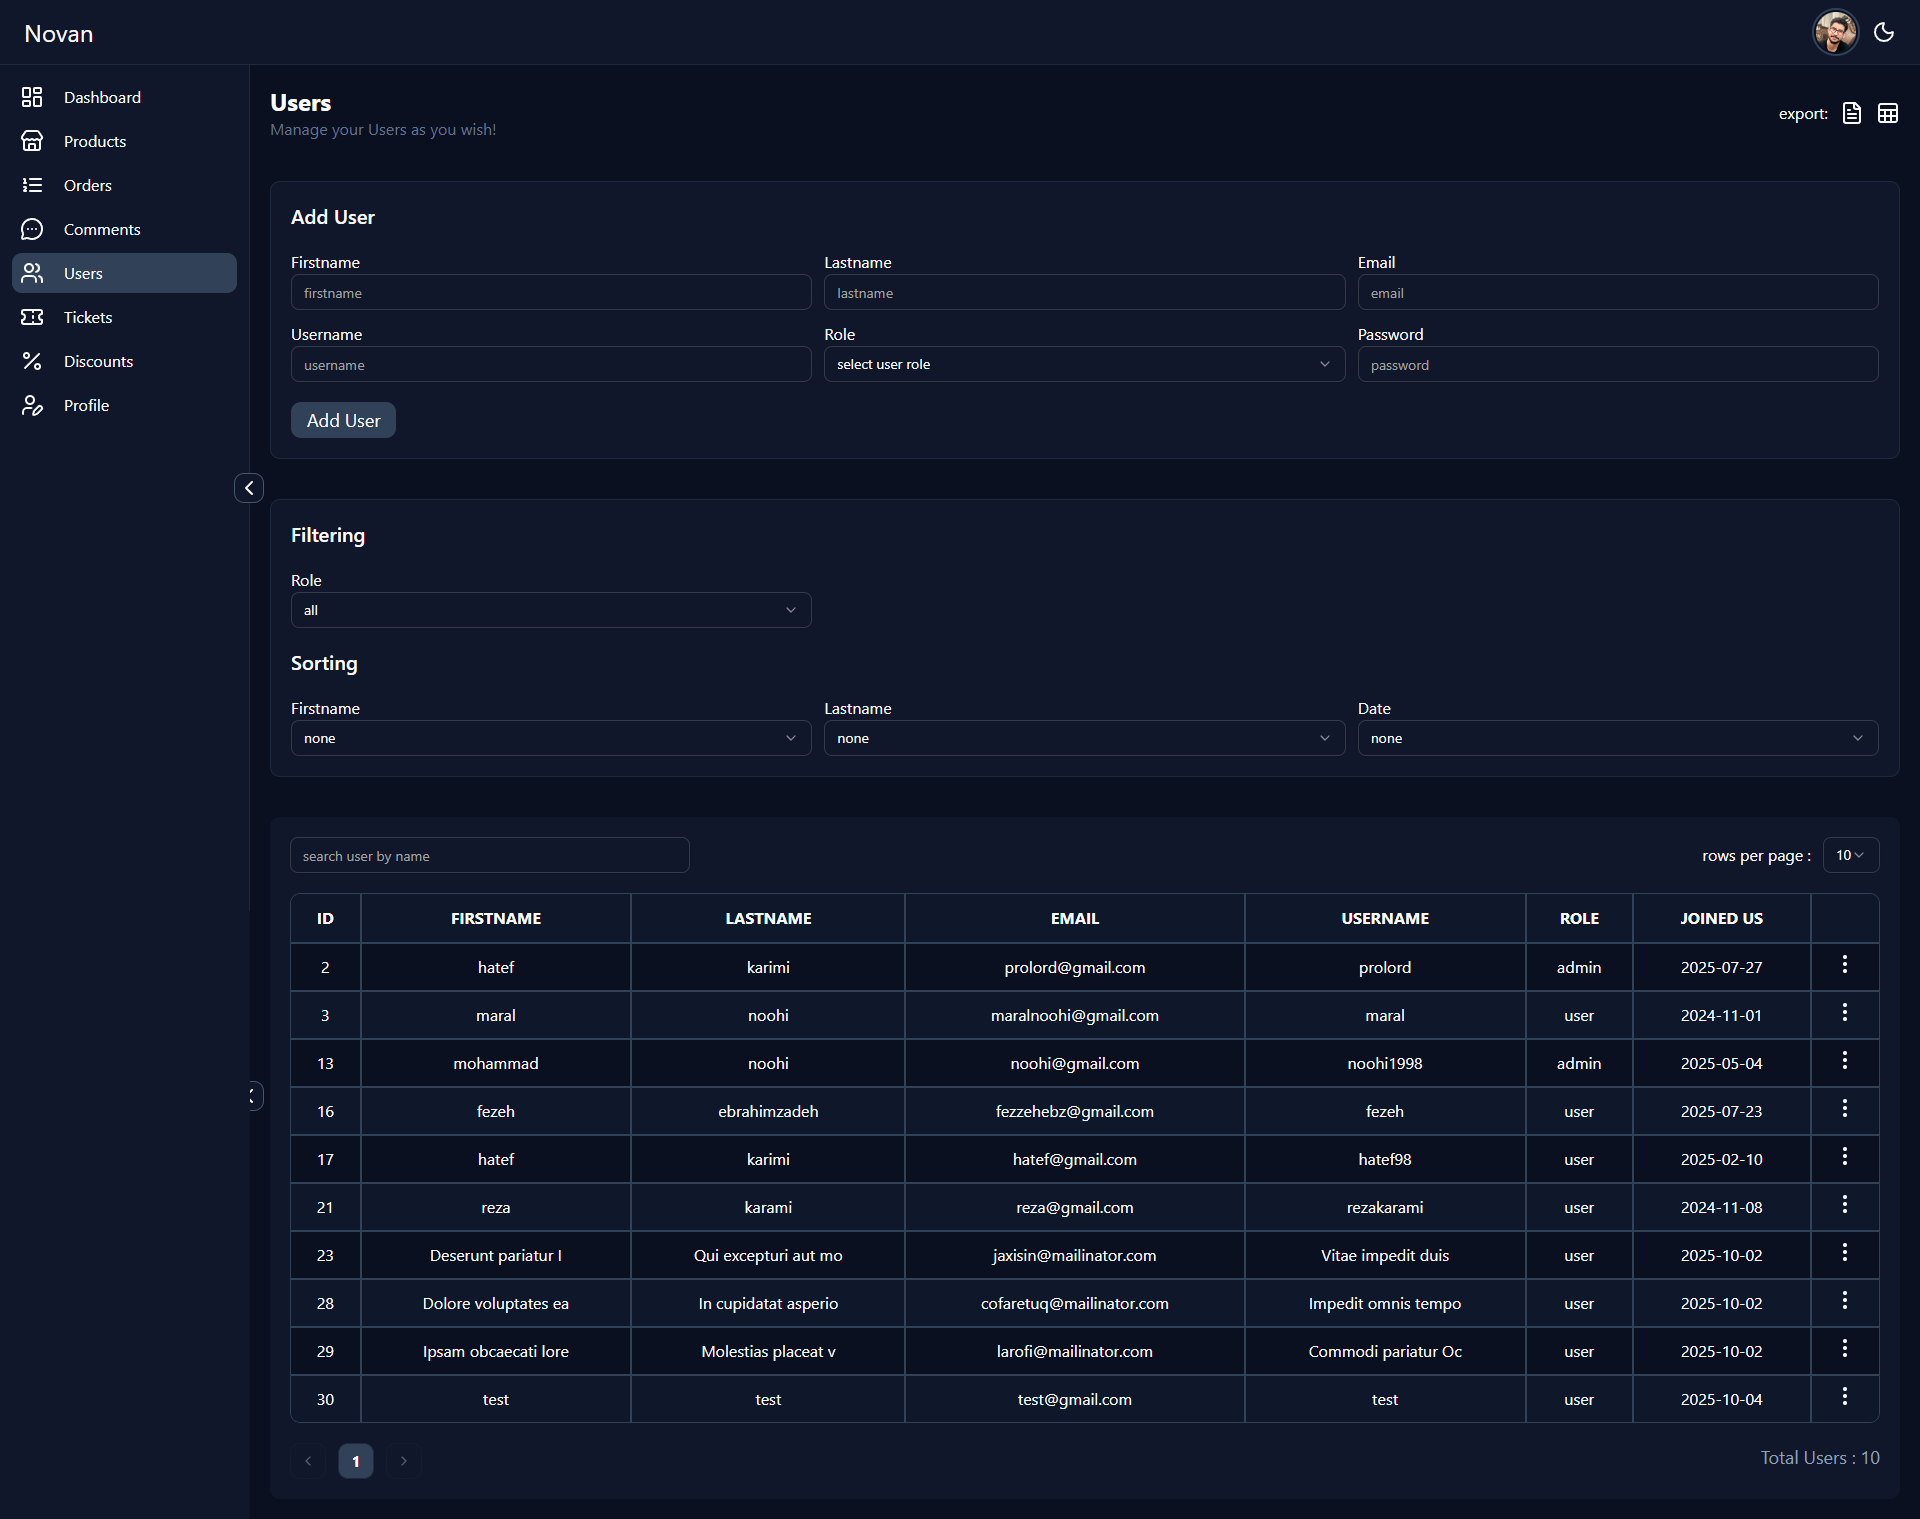 Novan
Dashboard
Products
Orders
Comments
Users
Tickets
Discounts
Profile
Users
Manage your Users as you wish!
export:
Add User
Firstname Lastname Email
firstname lastname email
Username Role Password
username select user role password
Add User
Filtering
Role
all
Sorting
Firstname Lastname Date
none none none
search user by name rows per page : 10
ID FIRSTNAME LASTNAME EMAIL USERNAME ROLE JOINED US
2 hatef karimi prolord@gmail.com prolord admin 2025-07-27
3 maral noohi maralnoohi@gmail.com maral user 2024-11-01
13 mohammad noohi noohi@gmail.com noohi1998 admin 2025-05-04
16 fezeh ebrahimzadeh fezzehebz@gmail.com fezeh user 2025-07-23
17 hatef karimi hatef@gmail.com hatef98 user 2025-02-10
21 reza karami reza@gmail.com rezakarami user 2024-11-08
23 Deserunt pariatur I Qui excepturi aut mo jaxisin@mailinator.com Vitae impedit duis user 2025-10-02
28 Dolore voluptates ea In cupidatat asperio cofaretuq@mailinator.com Impedit omnis tempo user 2025-10-02
29 Ipsam obcaecati lore Molestias placeat v larofi@mailinator.com Commodi pariatur Oc user 2025-10-02
30 test test test@gmail.com test user 2025-10-04
1 Total Users : 10